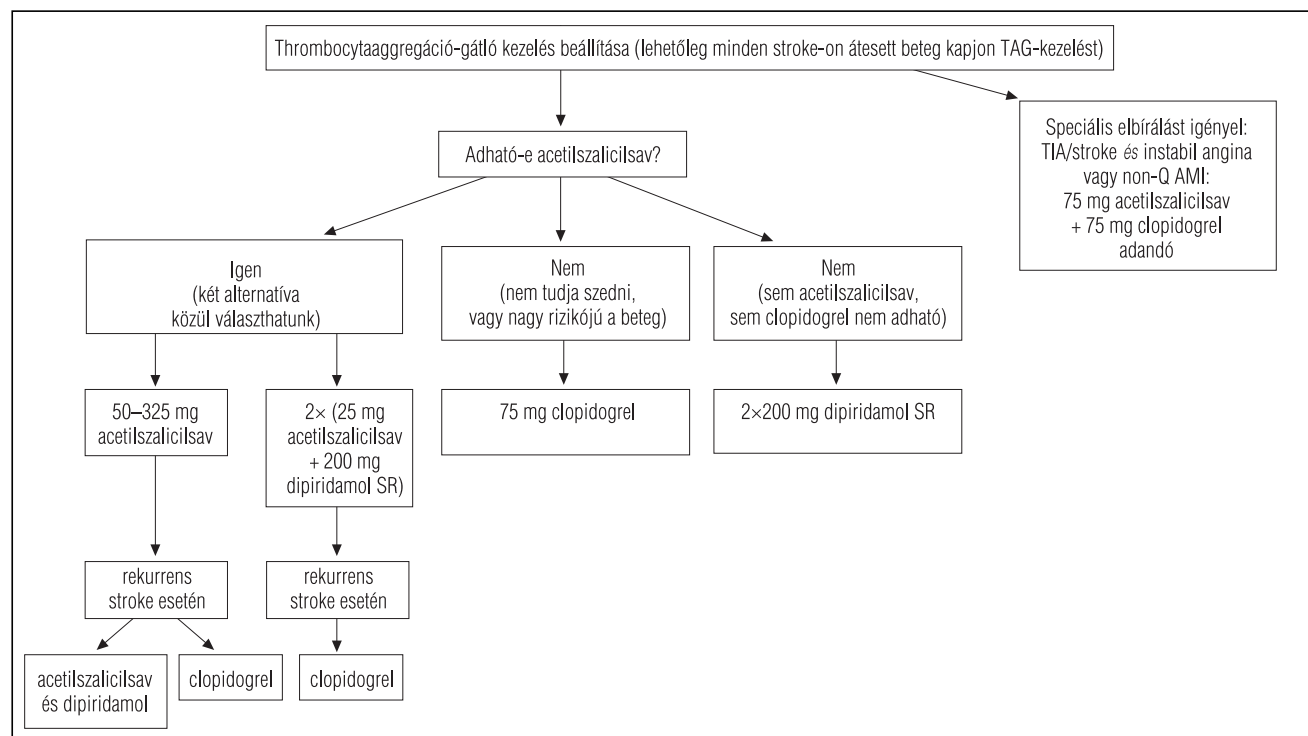 Thrombocytaaggregáció-gátló kezelés beállítása (lehetőleg minden stroke-on átesett beteg kapjon TAG-kezelést)
Adható-e acetilszalicilsav?
Speciális elbírálást igényel:
TIA/stroke és instabil angina
vagy non-Q AMI:
75 mg acetilszalicilsav
+ 75 mg clopidogrel
adandó
Igen
(két alternatíva
közül választhatunk)
Nem
(nem tudja szedni,
vagy nagy rizikójú a beteg)
Nem
(sem acetilszalicilsav,
sem clopidogrel nem adható)
50–325 mg
acetilszalicilsav
2× (25 mg
acetilszalicilsav
+ 200 mg
dipiridamol SR)
75 mg clopidogrel
2×200 mg dipiridamol SR
rekurrens
stroke esetén
rekurrens
stroke esetén
acetilszalicilsav
és dipiridamol
clopidogrel
clopidogrel